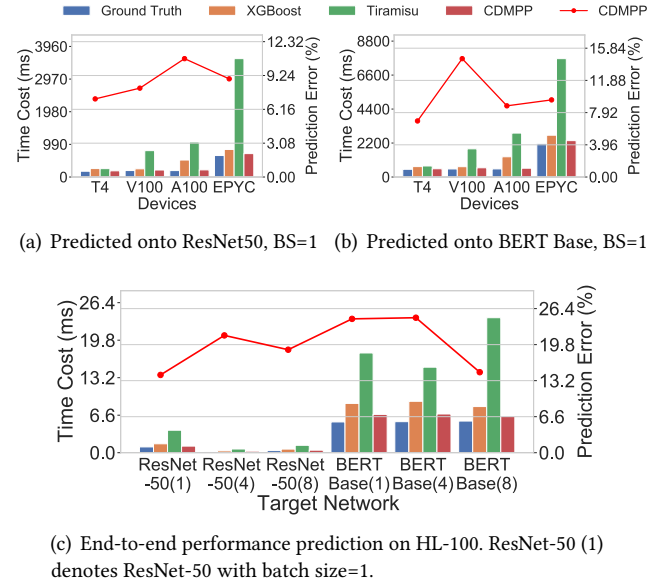 Ground Truth XGBoost Tiramisu CDMPP CDMPP
Time Cost (ms)
3960
2970
1980
990
0
12.32
9.24
6.16
3.08
0.00
Prediction Error (%)
T4 V100 A100 EPYC
Devices
Time Cost (ms)
8800
6600
4400
2200
0
15.84
11.88
7.92
3.96
0.00
Prediction Error (%)
T4 V100 A100 EPYC
Devices
(a) Predicted onto ResNet50, BS=1 (b) Predicted onto BERT Base, BS=1
Time Cost (ms)
26.4
19.8
13.2
6.6
0.0
26.4
19.8
13.2
6.6
0.0
Prediction Error (%)
ResNet ResNet ResNet BERT BERT BERT
-50(1) -50(4) -50(8) Base(1) Base(4) Base(8)
Target Network
(c) End-to-end performance prediction on HL-100. ResNet-50 (1)
denotes ResNet-50 with batch size=1.